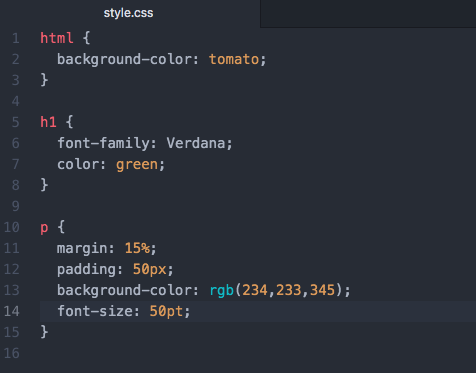 style.css
1 html {
2   background-color: tomato;
3 }
4
5 h1 {
6   font-family: Verdana;
7   color: green;
8 }
9
10 p {
11   margin: 15%;
12   padding: 50px;
13   background-color: rgb(234,233,345);
14   font-size: 50pt;
15 }
16